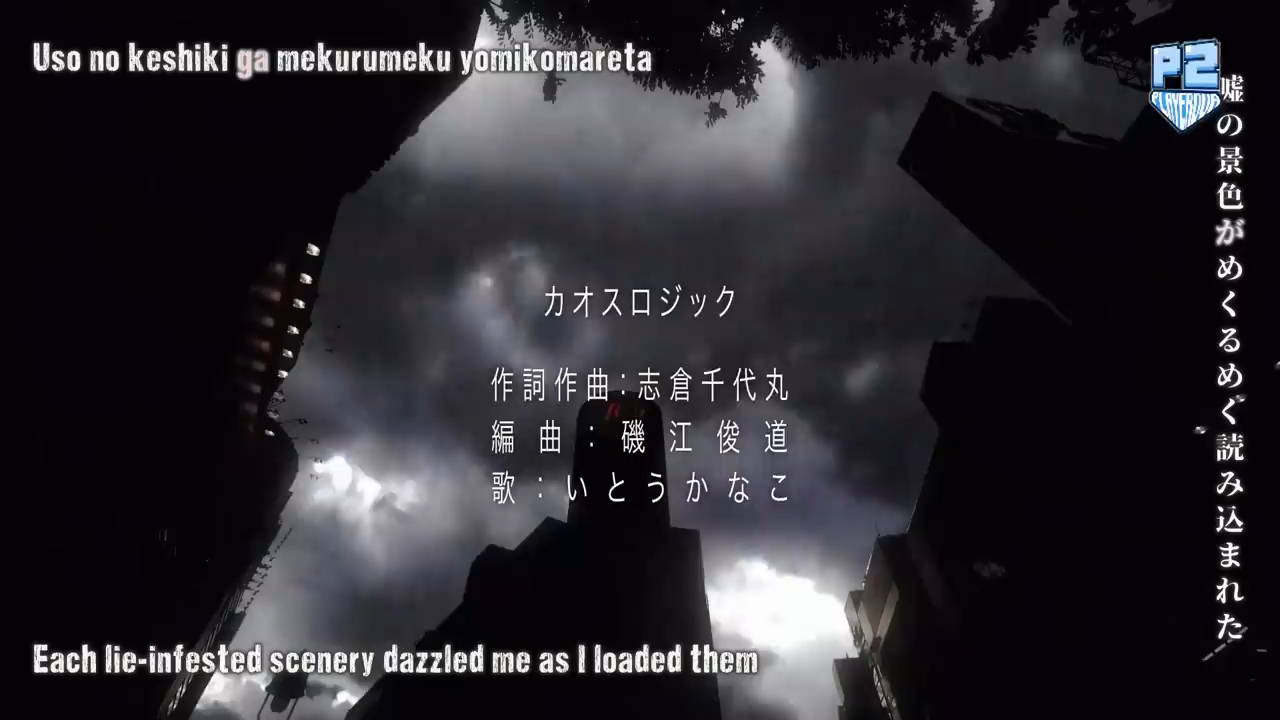 Uso no keshiki ga mekurumeku yomikomareta
P2
PLAYERDUA
嘘の景色がめくるめく読み込まれた
カオスロジック
作詞作曲：志倉千代丸
編曲：磯江俊道
歌：いとうかなこ
Each lie-infested scenery dazzled me as I loaded them